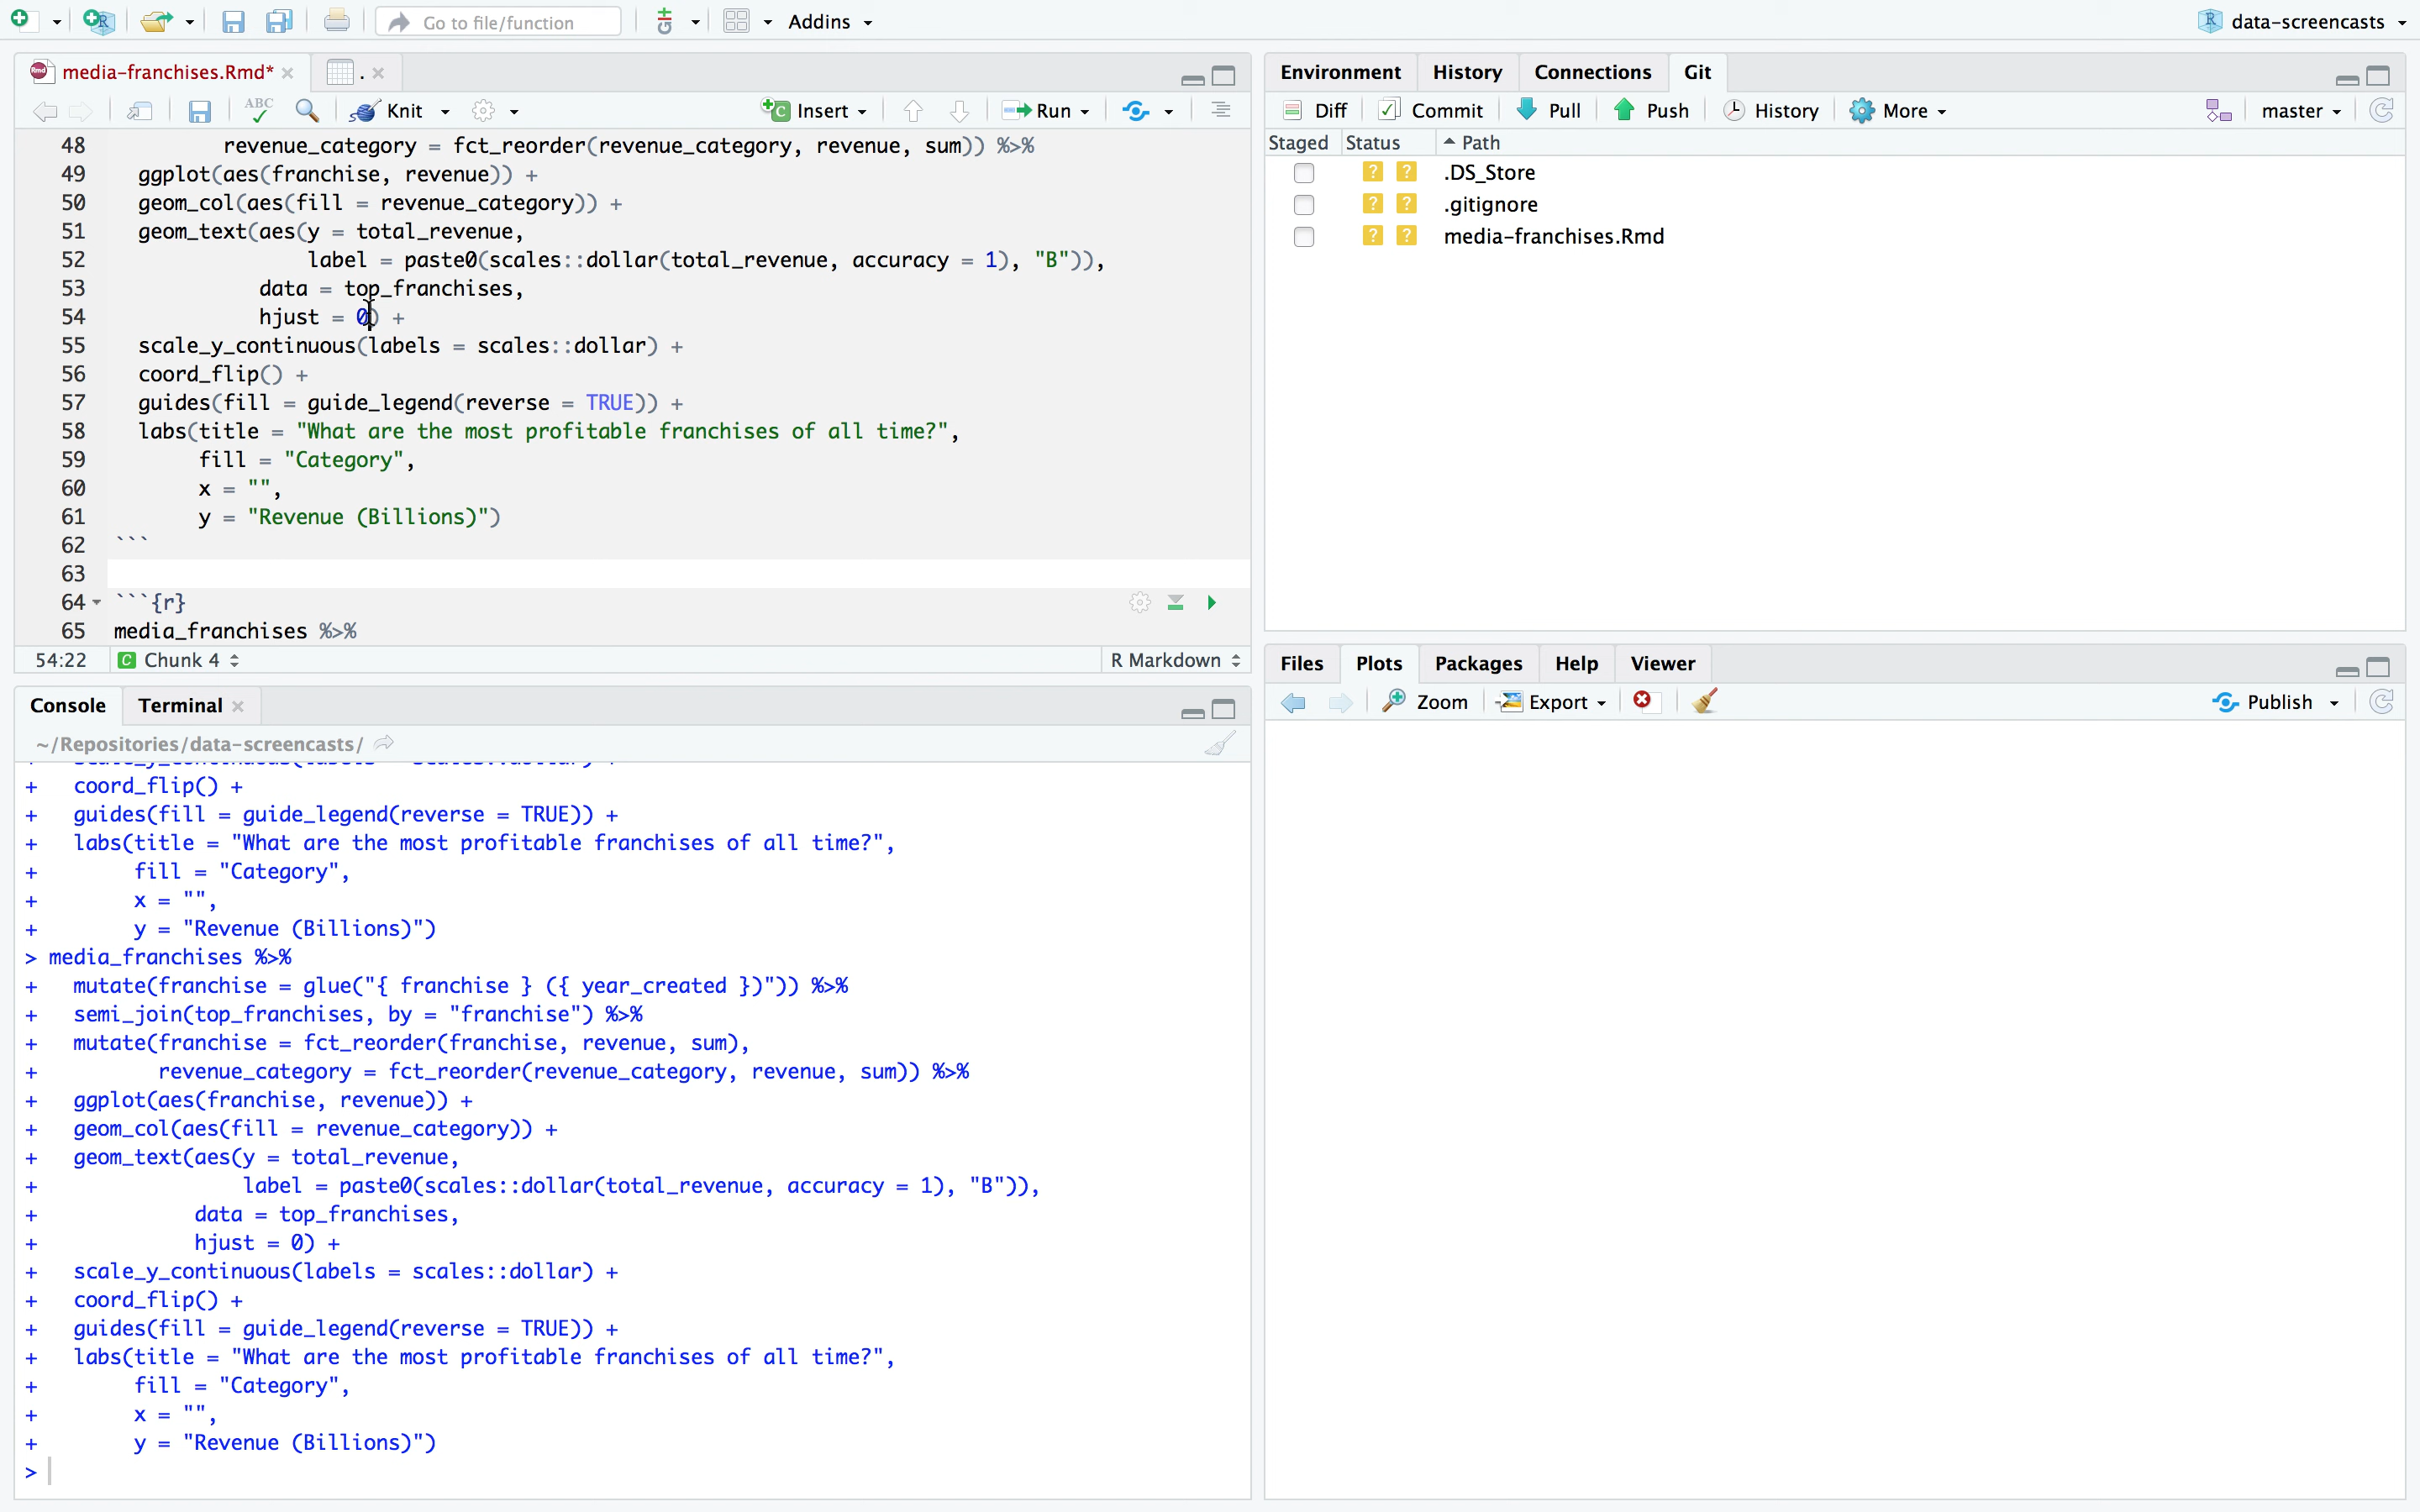 Go to file/function
Addins
data-screencasts
media-franchises.Rmd*
.
ABC
Knit
Insert
Run
48 revenue_category = fct_reorder(revenue_category, revenue, sum)) %>%
49 ggplot(aes(franchise, revenue)) +
50 geom_col(aes(fill = revenue_category)) +
51 geom_text(aes(y = total_revenue,
52 label = paste0(scales::dollar(total_revenue, accuracy = 1), "B")),
53 data = top_franchises,
54 hjust = 0) +
55 scale_y_continuous(labels = scales::dollar) +
56 coord_flip() +
57 guides(fill = guide_legend(reverse = TRUE)) +
58 labs(title = "What are the most profitable franchises of all time?",
59 fill = "Category",
60 x = "",
61 y = "Revenue (Billions)")
62 ```
63
64 ```{r}
65 media_franchises %>%
54:22 C Chunk 4 R Markdown
Console Terminal
~/Repositories/data-screencasts/
+ scale_y_continuous(labels = scales::dollar) +
+ coord_flip() +
+ guides(fill = guide_legend(reverse = TRUE)) +
+ labs(title = "What are the most profitable franchises of all time?",
+ fill = "Category",
+ x = "",
+ y = "Revenue (Billions)")
> media_franchises %>%
+ mutate(franchise = glue("{ franchise } ({ year_created })")) %>%
+ semi_join(top_franchises, by = "franchise") %>%
+ mutate(franchise = fct_reorder(franchise, revenue, sum),
+ revenue_category = fct_reorder(revenue_category, revenue, sum)) %>%
+ ggplot(aes(franchise, revenue)) +
+ geom_col(aes(fill = revenue_category)) +
+ geom_text(aes(y = total_revenue,
+ label = paste0(scales::dollar(total_revenue, accuracy = 1), "B")),
+ data = top_franchises,
+ hjust = 0) +
+ scale_y_continuous(labels = scales::dollar) +
+ coord_flip() +
+ guides(fill = guide_legend(reverse = TRUE)) +
+ labs(title = "What are the most profitable franchises of all time?",
+ fill = "Category",
+ x = "",
+ y = "Revenue (Billions)")
>
Environment History Connections Git
Diff Commit Pull Push History More master
Staged Status Path
? ? .DS_Store
? ? .gitignore
? ? media-franchises.Rmd
Files Plots Packages Help Viewer
Zoom Export Publish